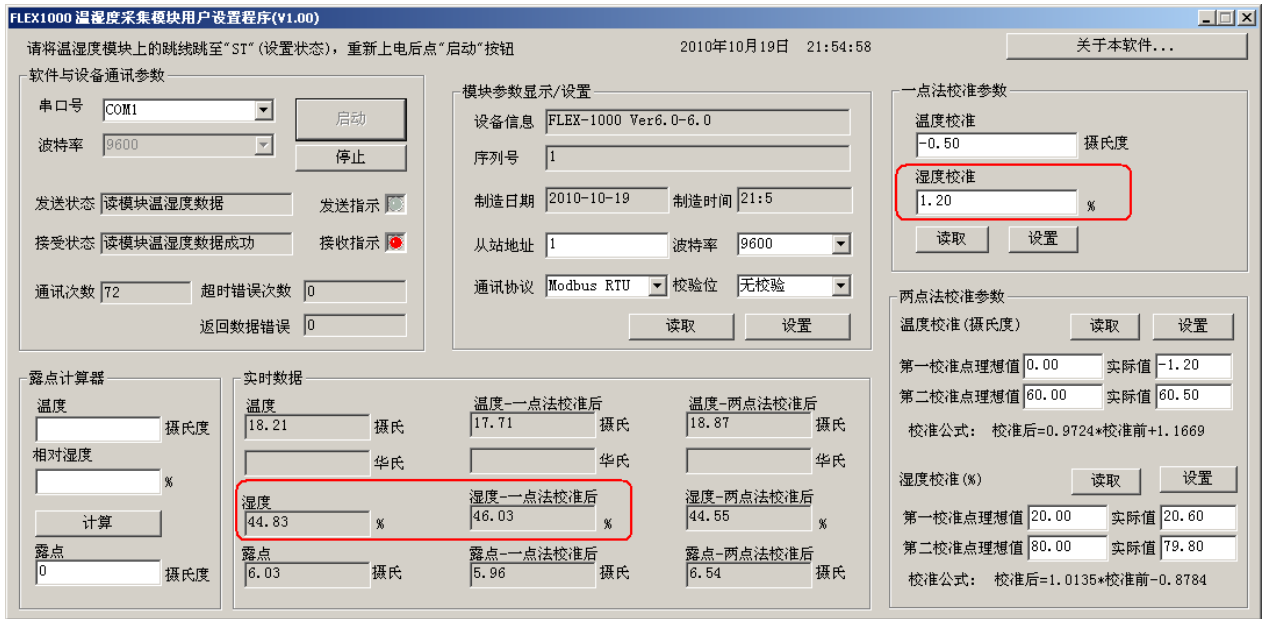 FLEX1000 温湿度采集模块用户设置程序(V1.00)
请将温湿度模块上的跳线跳至"ST"(设置状态), 重新上电后点"启动"按钮
2010年10月19日 21:54:58
关于本软件...
软件与设备通讯参数
串口号 COM1 启动
波特率 9600 停止
发送状态 读模块温湿度数据 发送指示
接受状态 读模块温湿度数据成功 接收指示
通讯次数 72 超时错误次数 0
返回数据错误 0
模块参数显示/设置
设备信息 FLEX-1000 Ver6.0-6.0
序列号 1
制造日期 2010-10-19 制造时间 21:5
从站地址 1 波特率 9600
通讯协议 Modbus RTU 校验位 无校验
读取 设置
一点法校准参数
温度校准
-0.50 摄氏度
湿度校准
1.20 %
读取 设置
两点法校准参数
温度校准(摄氏度) 读取 设置
第一校准点理想值 0.00 实际值 -1.20
第二校准点理想值 60.00 实际值 60.50
校准公式: 校准后=0.9724*校准前+1.1669
湿度校准(%) 读取 设置
第一校准点理想值 20.00 实际值 20.60
第二校准点理想值 80.00 实际值 79.80
校准公式: 校准后=1.0135*校准前-0.8784
露点计算器
温度
摄氏度
相对湿度
%
计算
露点
0 摄氏度
实时数据
温度 温度-一点法校准后 温度-两点法校准后
18.21 摄氏 17.71 摄氏 18.87 摄氏
华氏 华氏 华氏
湿度 湿度-一点法校准后 湿度-两点法校准后
44.83 % 46.03 % 44.55 %
露点 露点-一点法校准后 露点-两点法校准后
6.03 摄氏 5.96 摄氏 6.54 摄氏